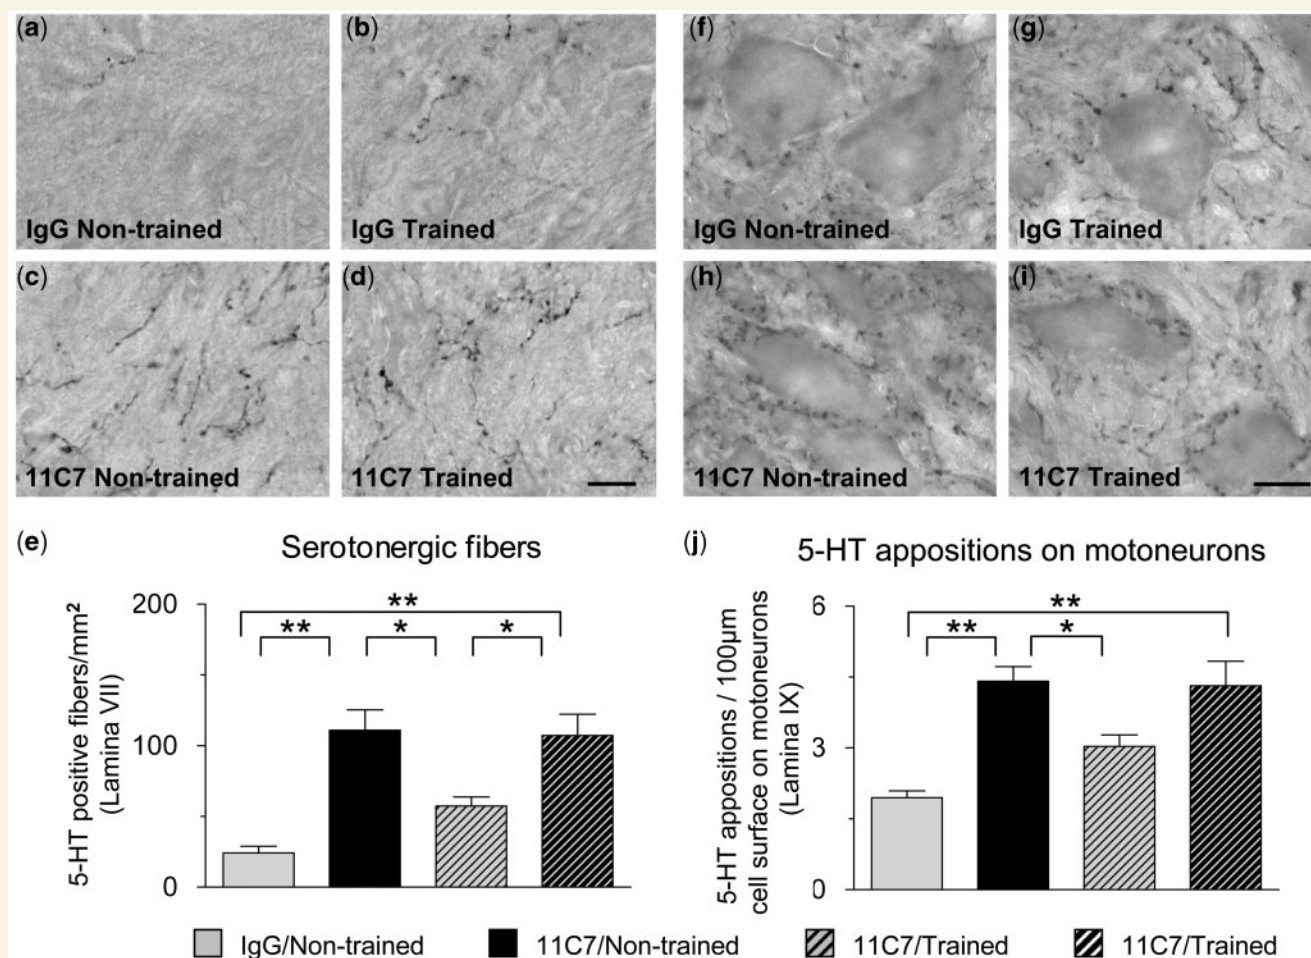 (a)
IgG Non-trained
(b)
IgG Trained
(f)
IgG Non-trained
(g)
IgG Trained
(c)
11C7 Non-trained
(d)
11C7 Trained
(h)
11C7 Non-trained
(i)
11C7 Trained
(e)
Serotonergic fibers
5-HT positive fibers/mm²
(Lamina VII)
200
100
0
**
**
*
*
(j)
5-HT appositions on motoneurons
5-HT appositions / 100µm
cell surface on motoneurons
(Lamina IX)
6
3
0
**
**
*
IgG/Non-trained
11C7/Non-trained
11C7/Trained
11C7/Trained